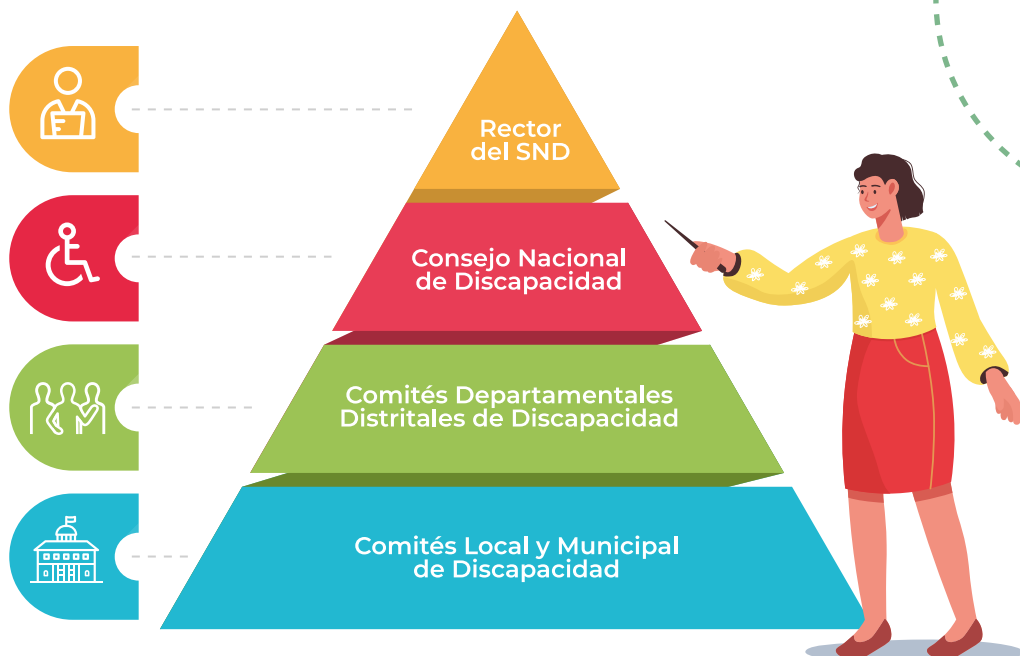 Rector
del SND
Consejo Nacional
de Discapacidad
Comités Departamentales
Distritales de Discapacidad
Comités Local y Municipal
de Discapacidad